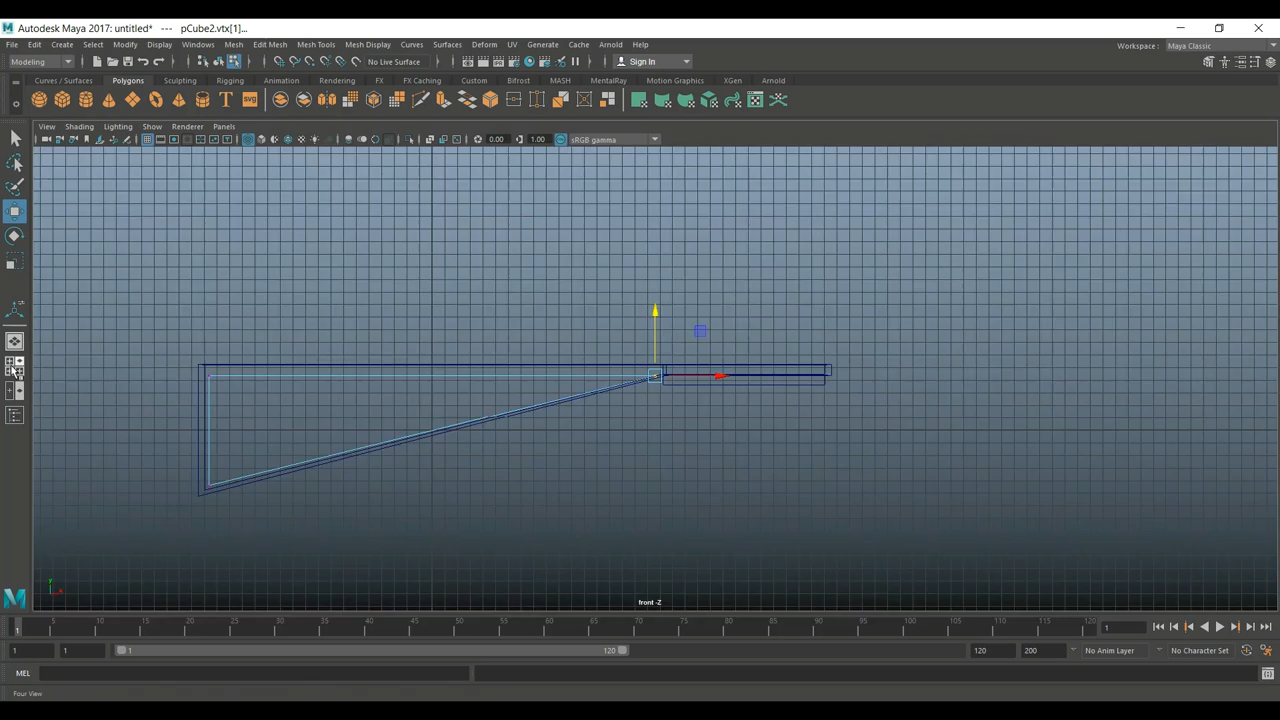 Autodesk Maya 2017: untitled*   ---   pCube2.vtx[1]...
File Edit Create Select Modify Display Windows Mesh Edit Mesh Mesh Tools Mesh Display Curves Surfaces Deform UV Generate Cache Arnold Help
Workspace : Maya Classic
Modeling No Live Surface Sign In
Curves / Surfaces Polygons Sculpting Rigging Animation Rendering FX FX Caching Custom Bifrost MASH MentalRay Motion Graphics XGen Arnold
T svg
View Shading Lighting Show Renderer Panels
0.00 1.00 sRGB gamma
y
x
front -Z
1 5 10 15 20 25 30 35 40 45 50 55 60 65 70 75 80 85 90 95 100 105 110 115 120 1
1 1 1 120 120 200 No Anim Layer No Character Set
MEL
Four View